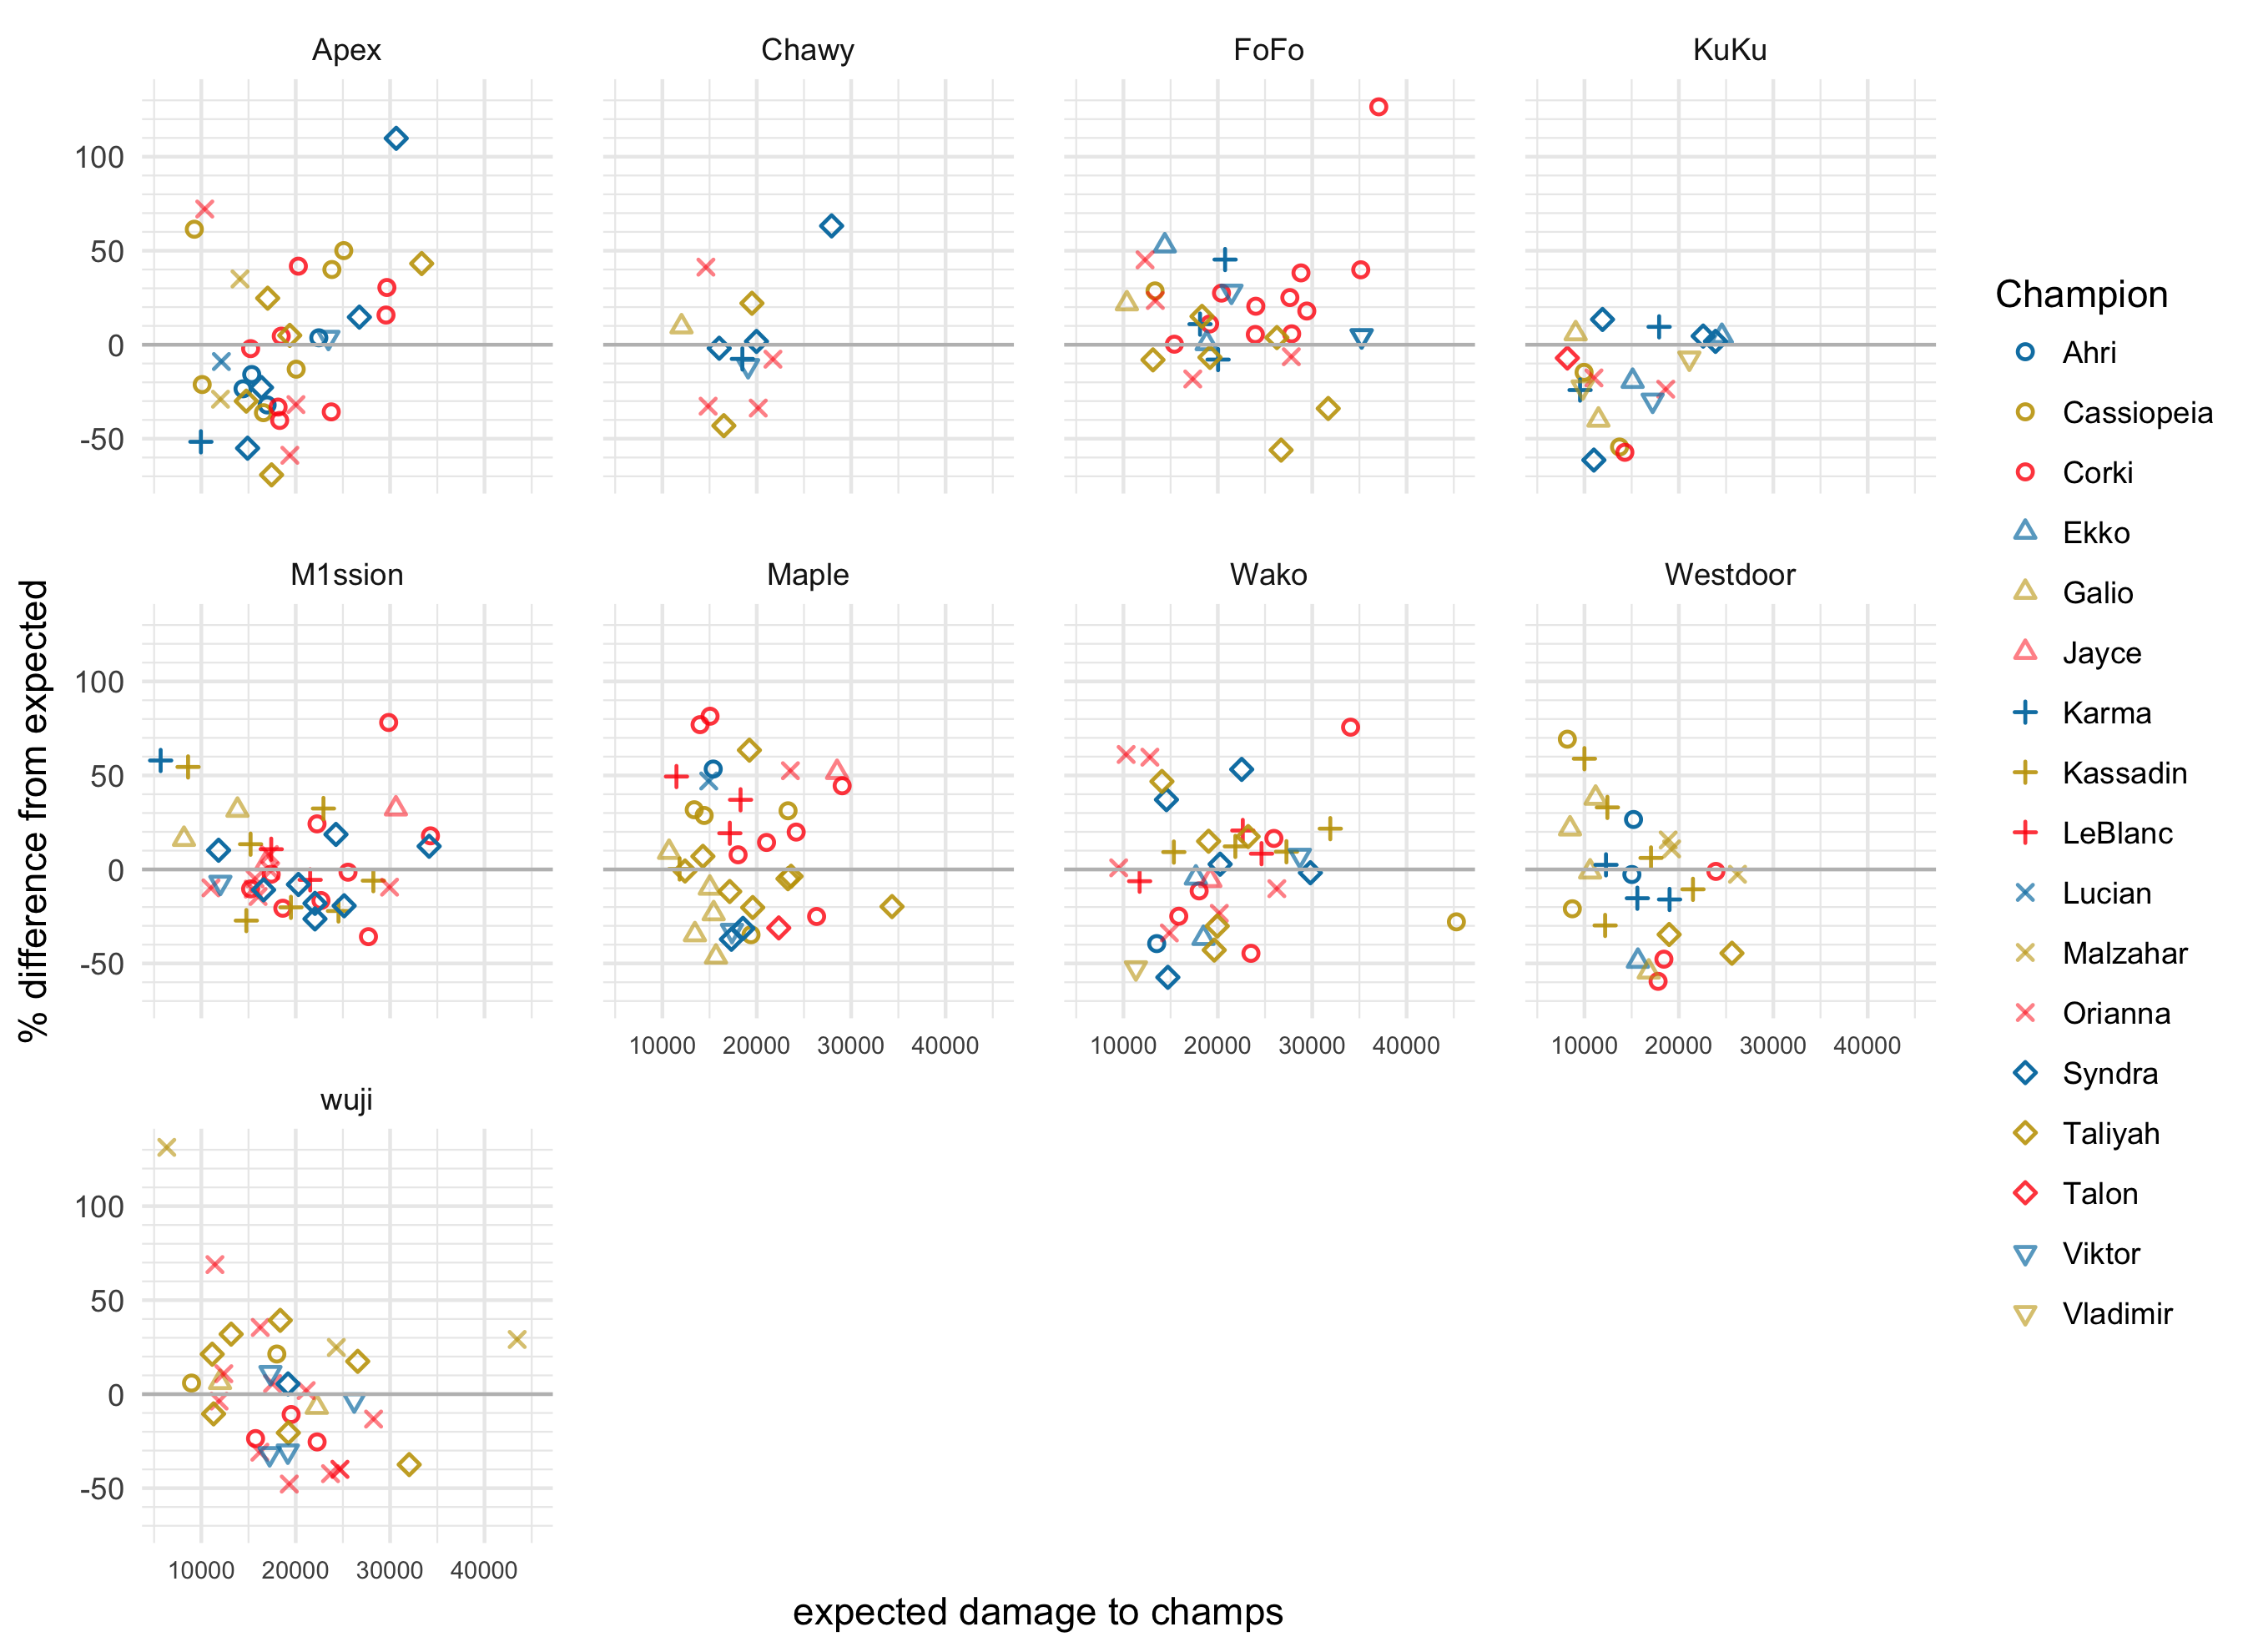 Apex Chawy FoFo KuKu
100
50
0
-50
M1ssion Maple Wako Westdoor
100
50
0
-50
10000 20000 30000 40000 10000 20000 30000 40000 10000 20000 30000 40000
wuji
100
50
0
-50
10000 20000 30000 40000
expected damage to champs
% difference from expected
Champion
Ahri
Cassiopeia
Corki
Ekko
Galio
Jayce
Karma
Kassadin
LeBlanc
Lucian
Malzahar
Orianna
Syndra
Taliyah
Talon
Viktor
Vladimir